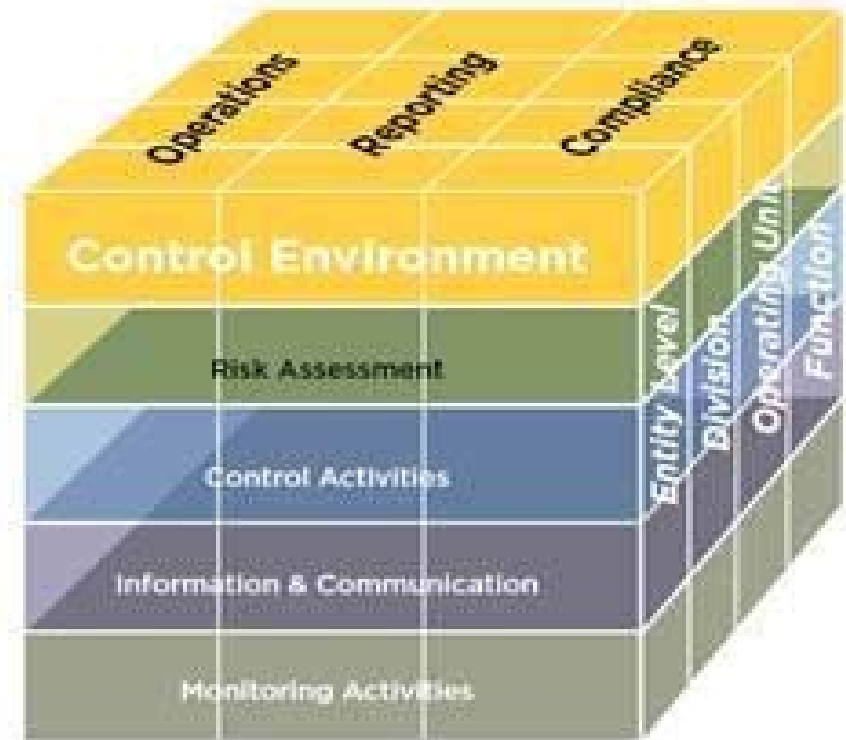 Operations
Reporting
Compliance
Control Environment
Risk Assessment
Control Activities
Information & Communication
Monitoring Activities
Entity Level
Division
Operating Unit
Function